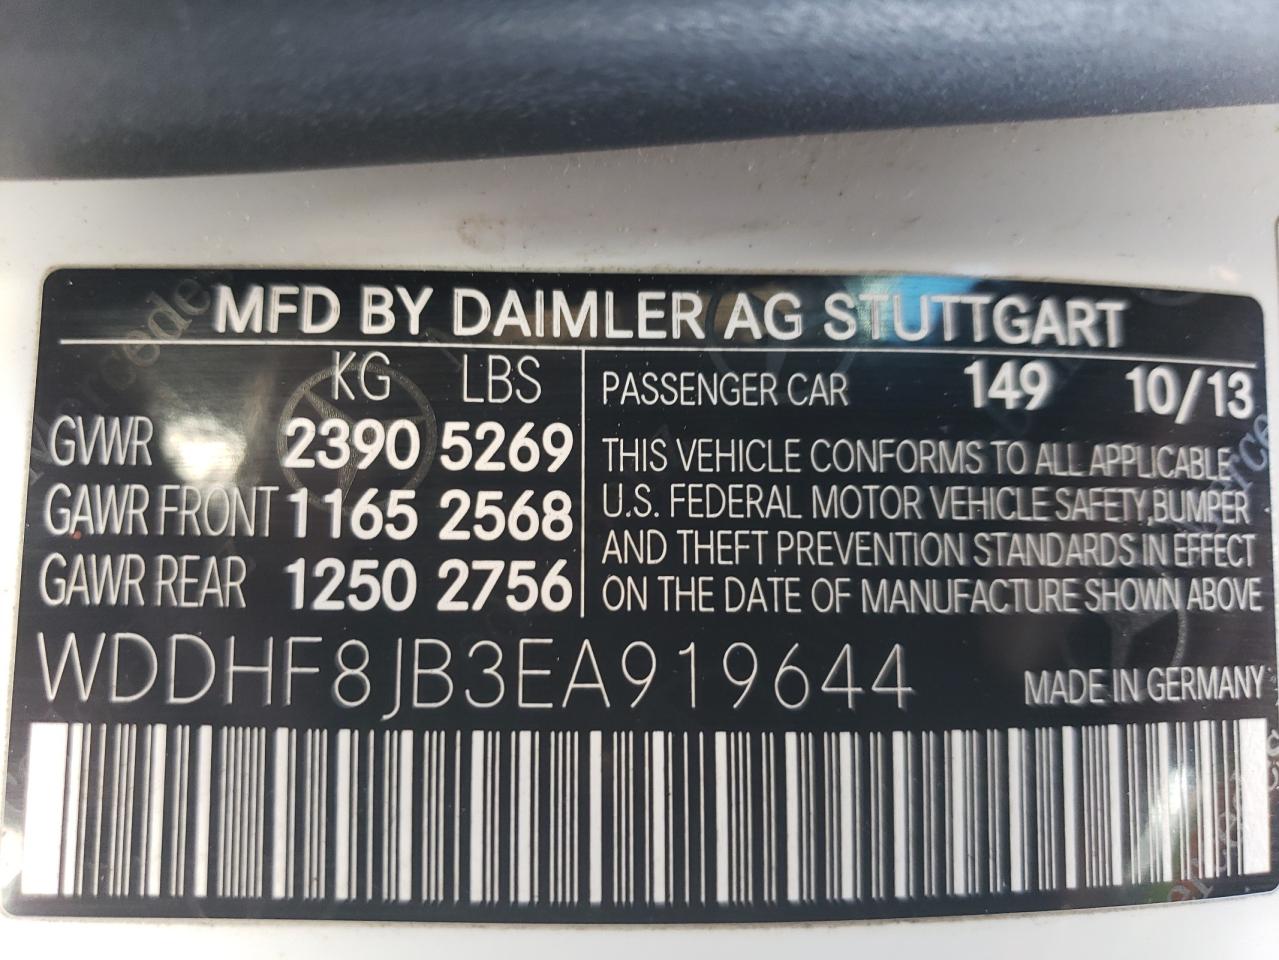 MFD BY DAIMLER AG STUTTGART
KG LBS
GVWR 2390 5269
GAWR FRONT 1165 2568
GAWR REAR 1250 2756
PASSENGER CAR 149 10/13
THIS VEHICLE CONFORMS TO ALL APPLICABLE
U.S. FEDERAL MOTOR VEHICLE SAFETY,BUMPER
AND THEFT PREVENTION STANDARDS IN EFFECT
ON THE DATE OF MANUFACTURE SHOWN ABOVE
WDDHF8JB3EA919644
MADE IN GERMANY